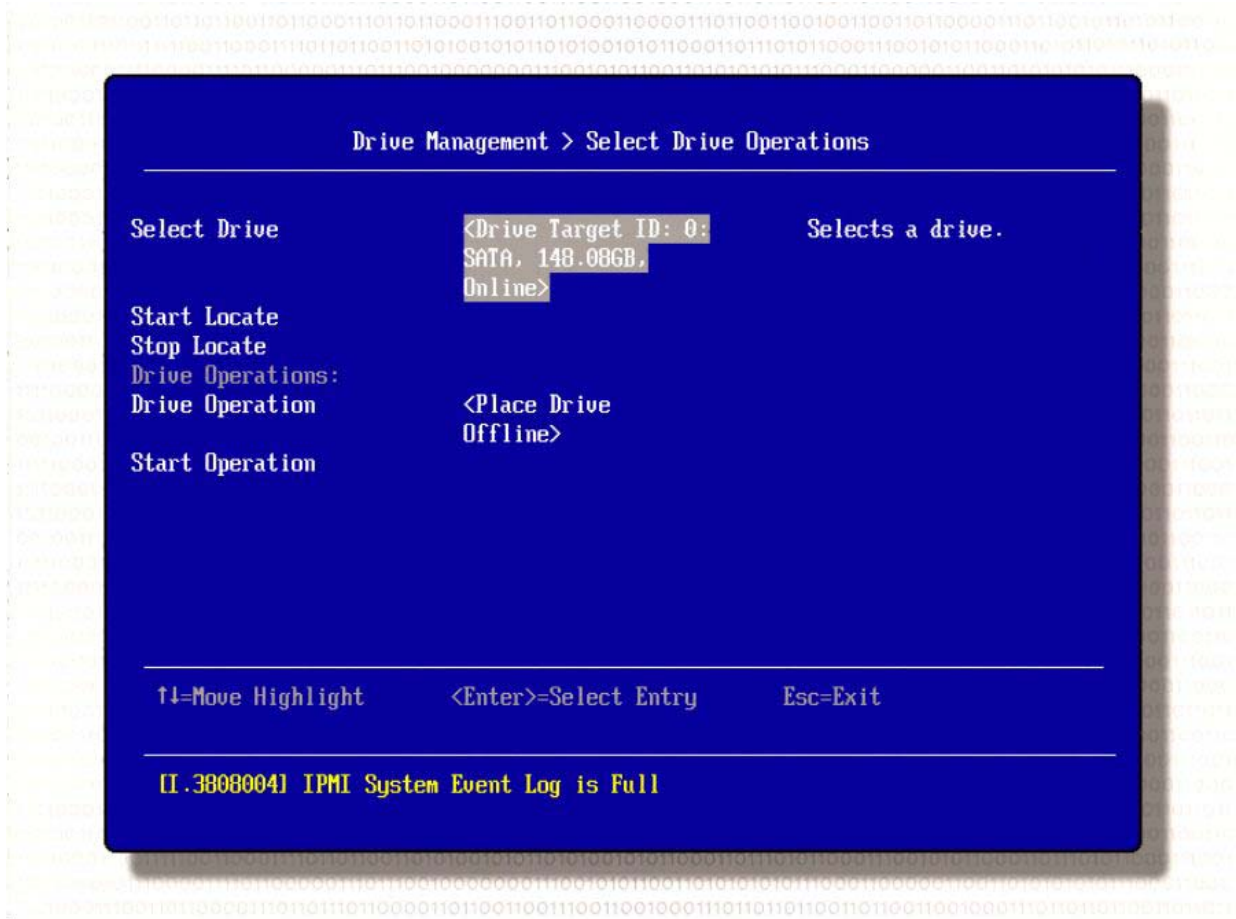 Drive Management > Select Drive Operations
Select Drive <Drive Target ID: 0: Selects a drive.
SATA, 148.08GB,
Online>
Start Locate
Stop Locate
Drive Operations:
Drive Operation <Place Drive
Offline>
Start Operation
↑↓=Move Highlight <Enter>=Select Entry Esc=Exit
[I.3808004] IPMI System Event Log is Full